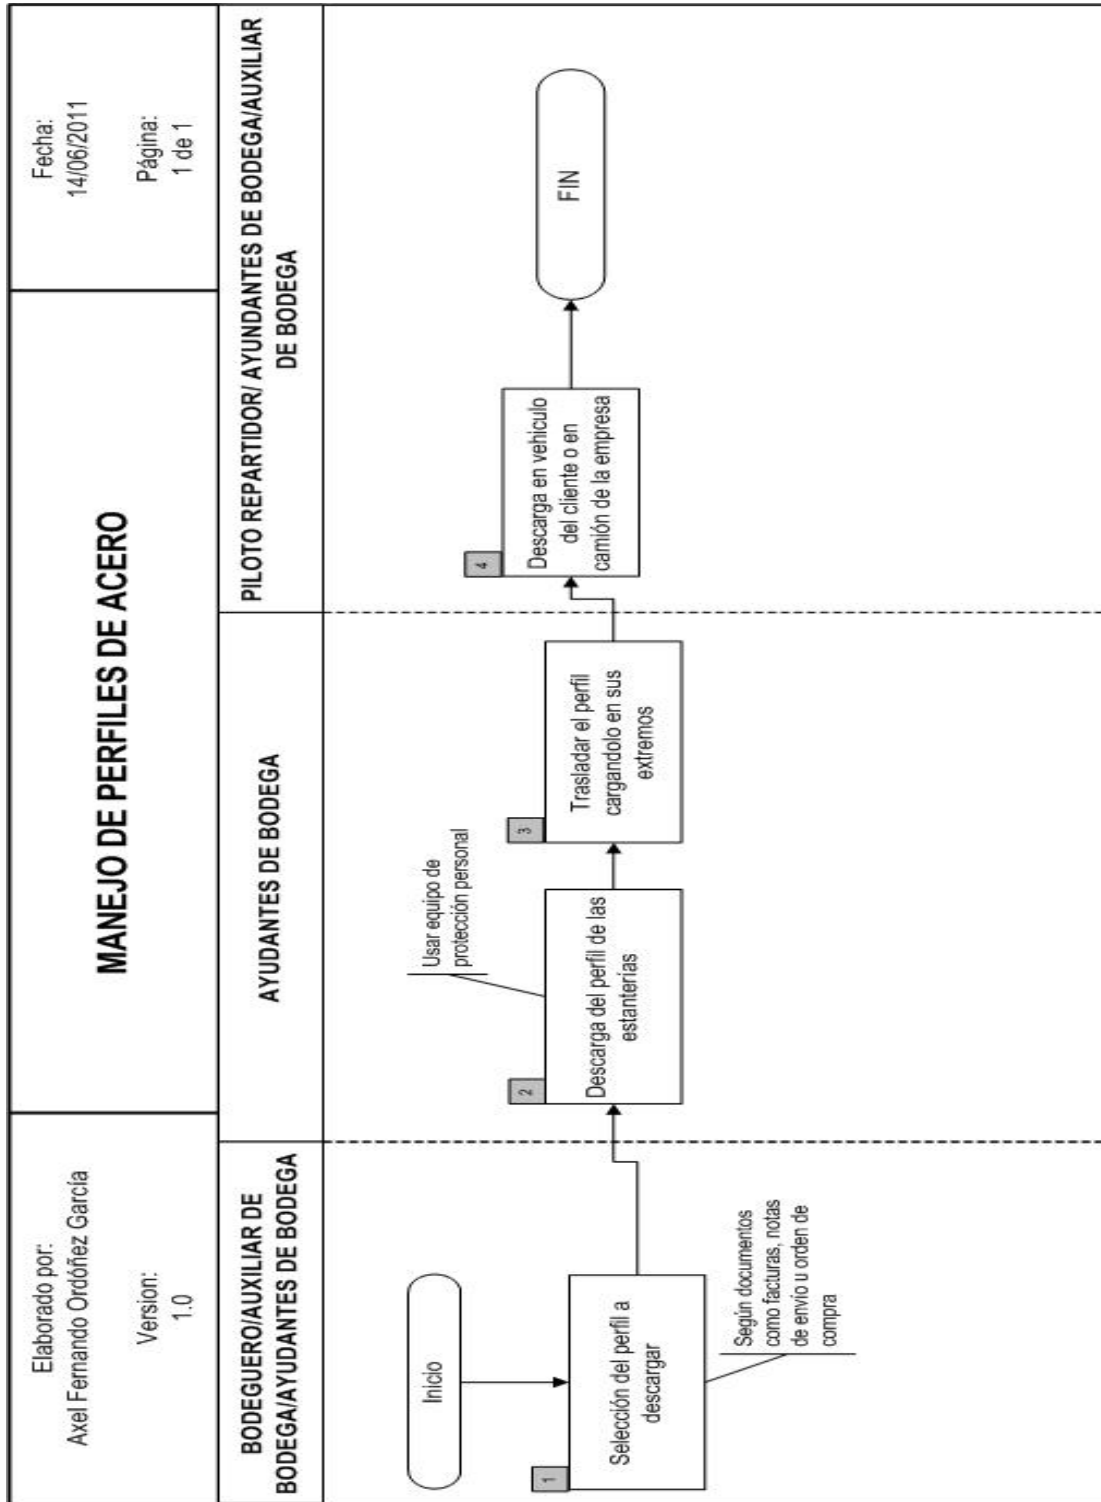 Elaborado por:
Axel Fernando Ordóñez García
Version:
1.0
MANEJO DE PERFILES DE ACERO
Fecha:
14/06/2011
Página:
1 de 1
BODEGUERO/AUXILIAR DE
BODEGA/AYUDANTES DE BODEGA
AYUDANTES DE BODEGA
PILOTO REPARTIDOR/ AYUNDANTES DE BODEGA/AUXILIAR
DE BODEGA
Inicio
1
Selección del perfil a
descargar
Según documentos
como facturas, notas
de envío u orden de
compra
2
Descarga del perfil de las
estanterías
Usar equipo de
protección personal
3
Trasladar el perfil
cargandolo en sus
extremos
4
Descarga en vehículo
del cliente o en
camión de la empresa
FIN